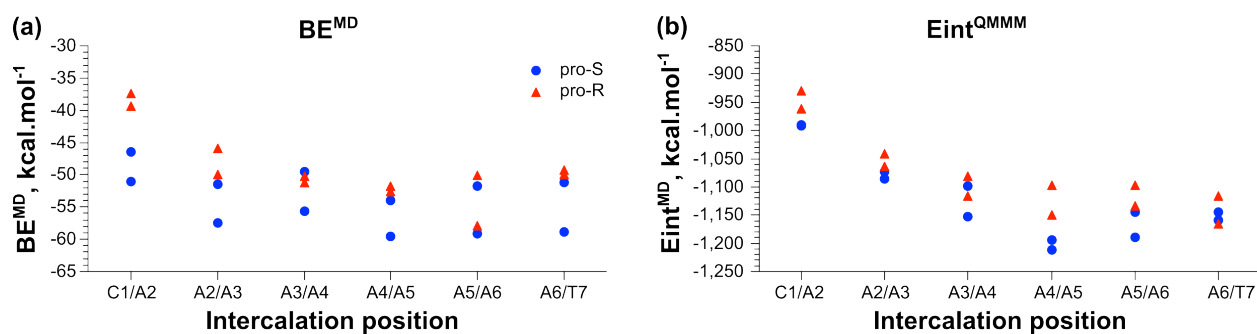 (a)
BE^MD
-30
-35
-40
-45
-50
-55
-60
-65
BE^MD, kcal.mol^-1
pro-S
pro-R
C1/A2 A2/A3 A3/A4 A4/A5 A5/A6 A6/T7
Intercalation position
(b)
Eint^QMMM
-850
-900
-950
-1,000
-1,050
-1,100
-1,150
-1,200
-1,250
Eint^MD, kcal.mol^-1
C1/A2 A2/A3 A3/A4 A4/A5 A5/A6 A6/T7
Intercalation position